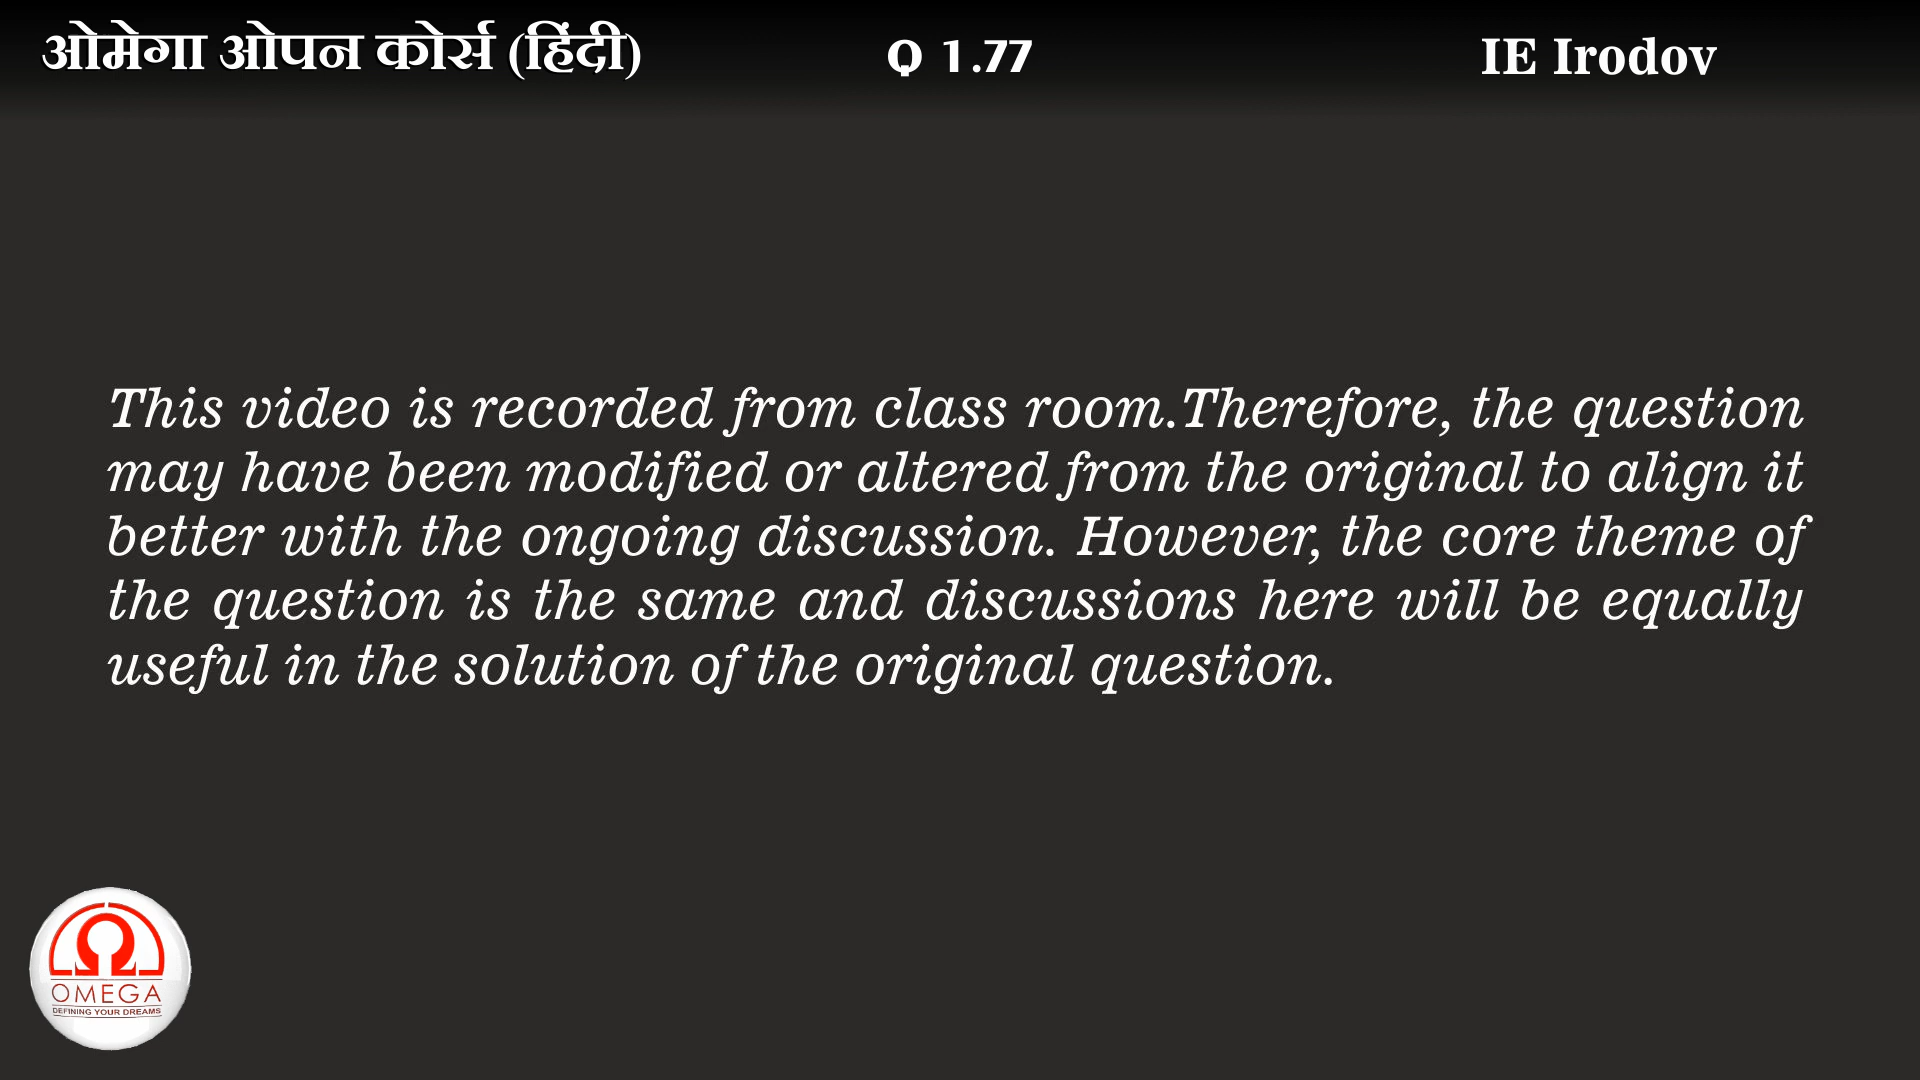 ओमेगा ओपन कोर्स (हिंदी)
Q 1.77
IE Irodov
This video is recorded from class room.Therefore, the question
may have been modified or altered from the original to align it
better with the ongoing discussion. However, the core theme of
the question is the same and discussions here will be equally
useful in the solution of the original question.
OMEGA
DEFINING YOUR DREAMS